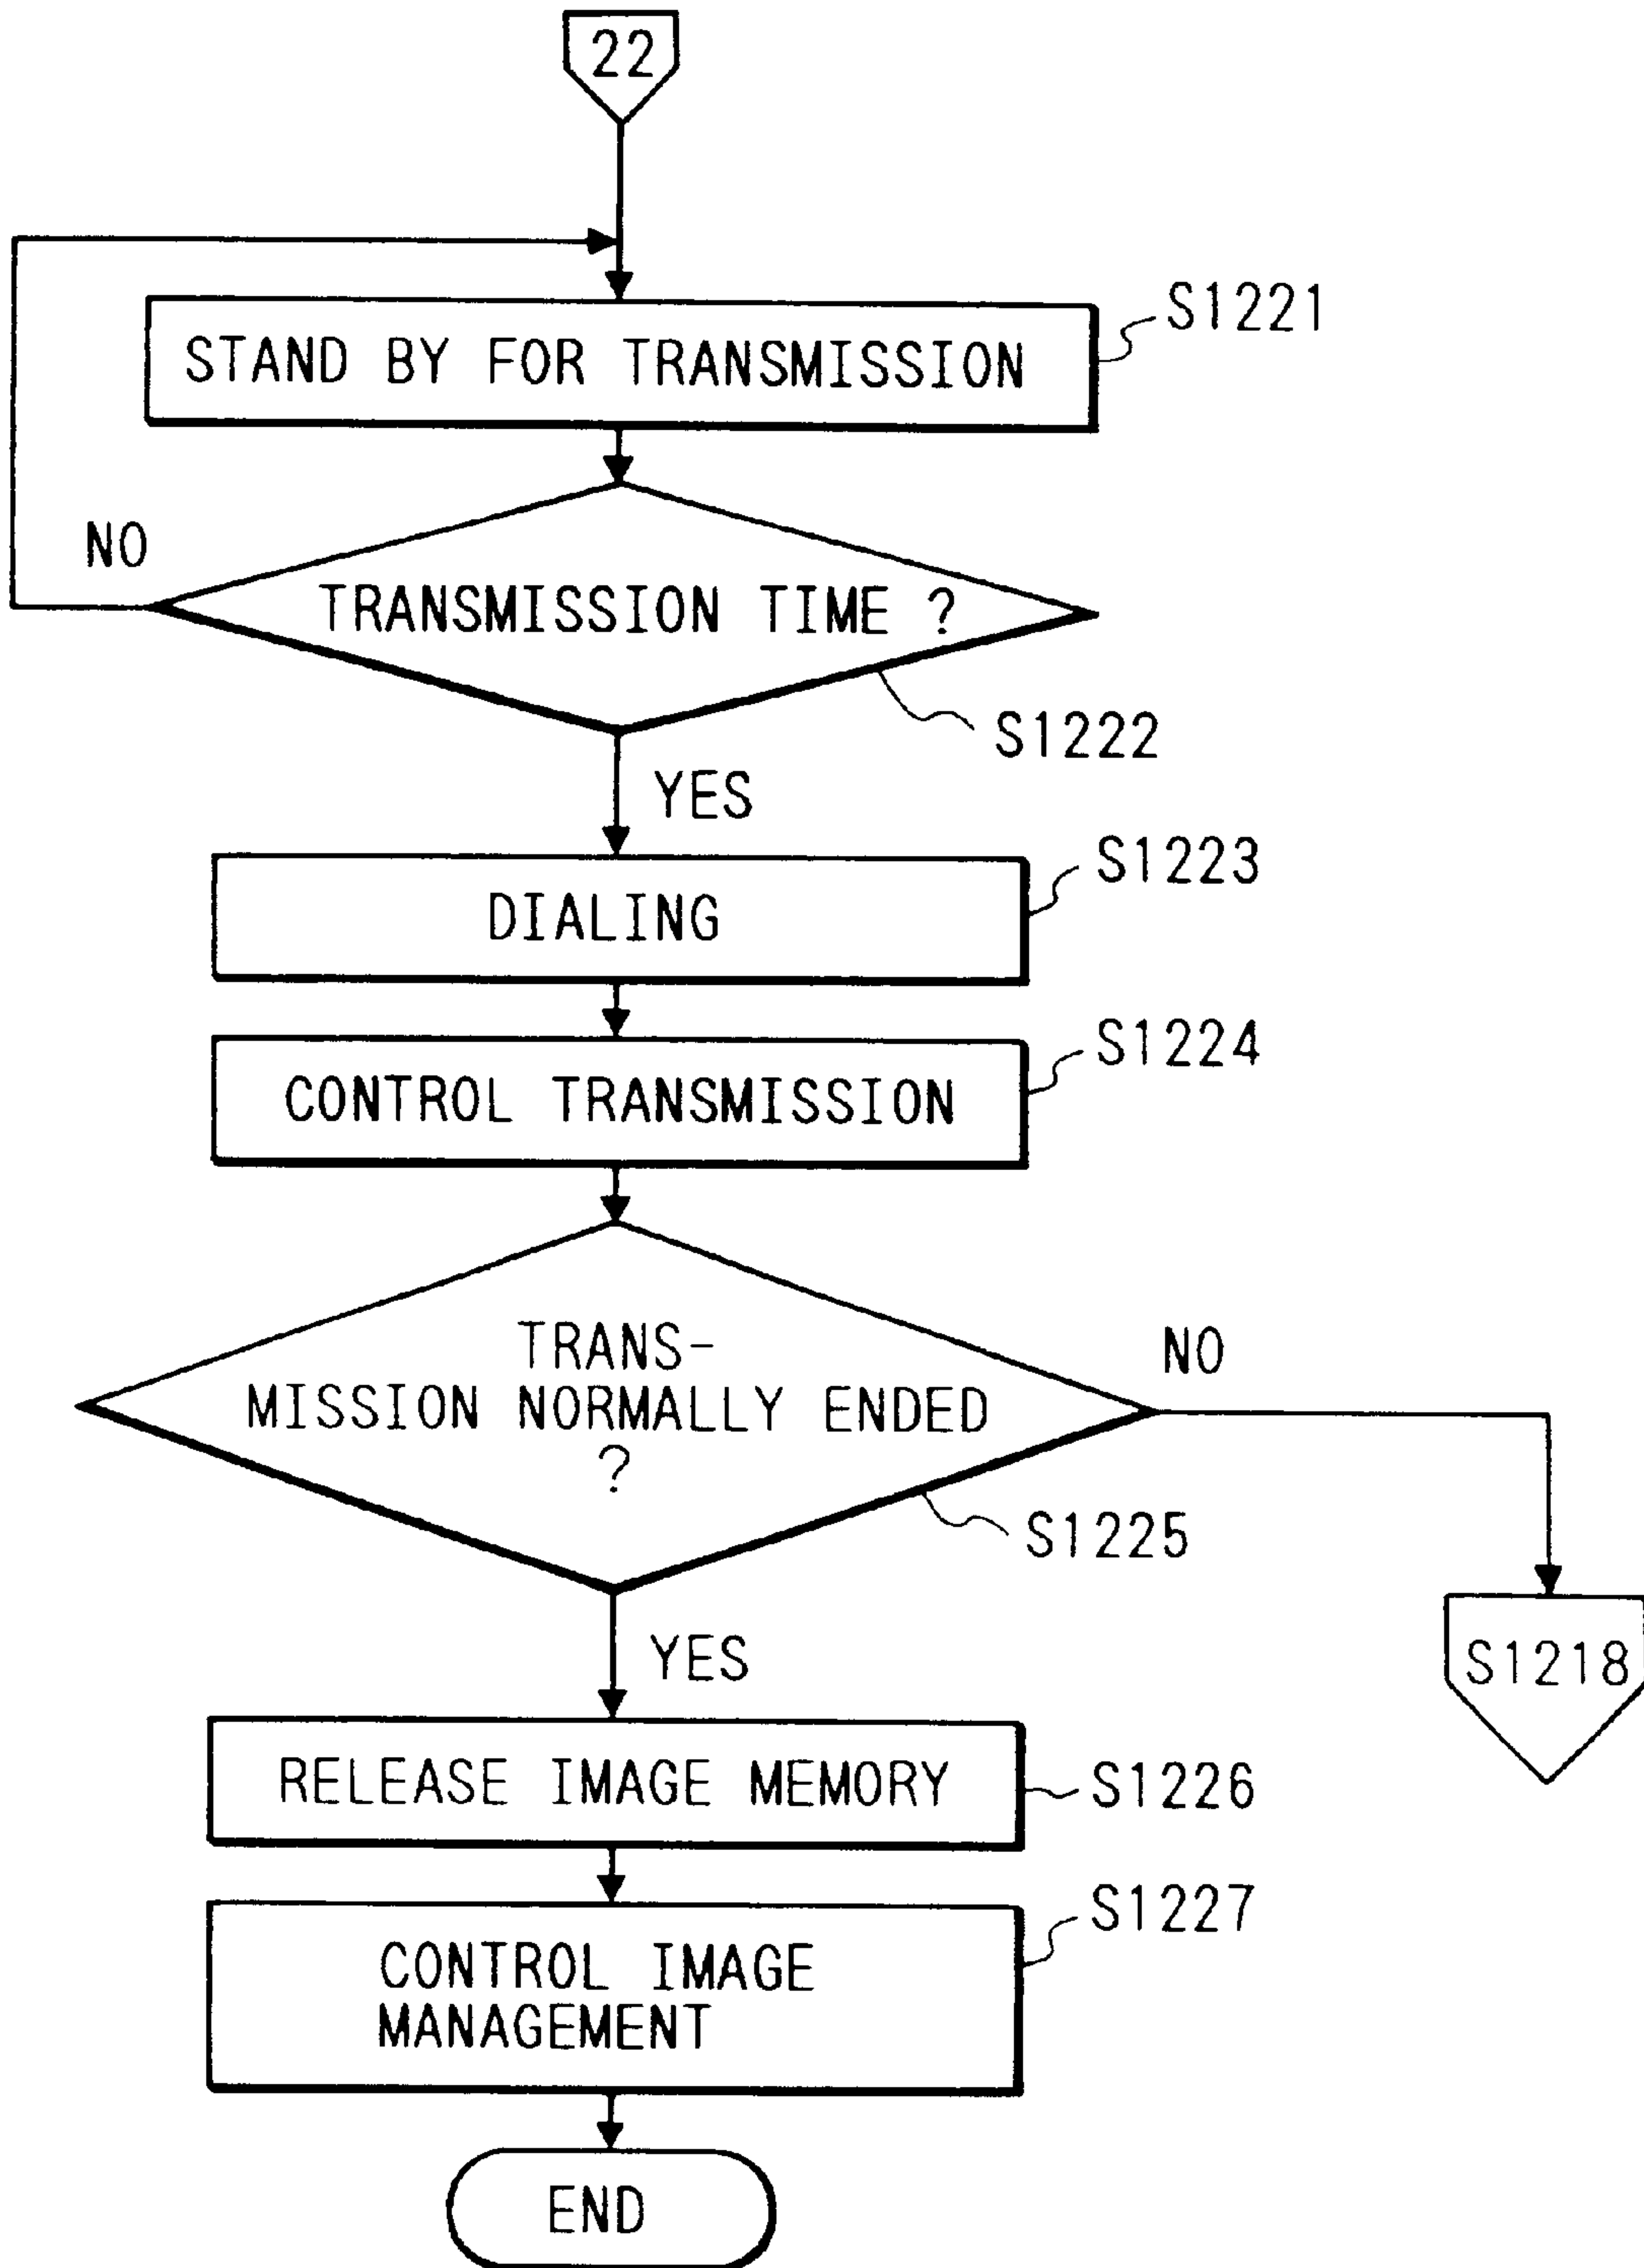 22
S1221
STAND BY FOR TRANSMISSION
NO
TRANSMISSION TIME ?
S1222
YES
S1223
DIALING
S1224
CONTROL TRANSMISSION
TRANS-
MISSION NORMALLY ENDED
?
NO
S1225
YES
S1218
RELEASE IMAGE MEMORY
S1226
S1227
CONTROL IMAGE
MANAGEMENT
END